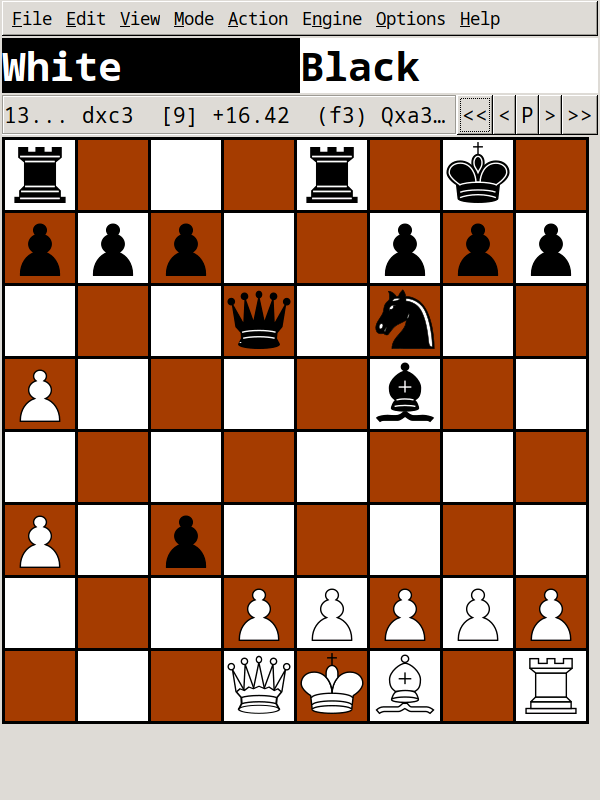 File Edit View Mode Action Engine Options Help
White Black
13... dxc3 [9] +16.42 (f3) Qxa3… << < P > >>